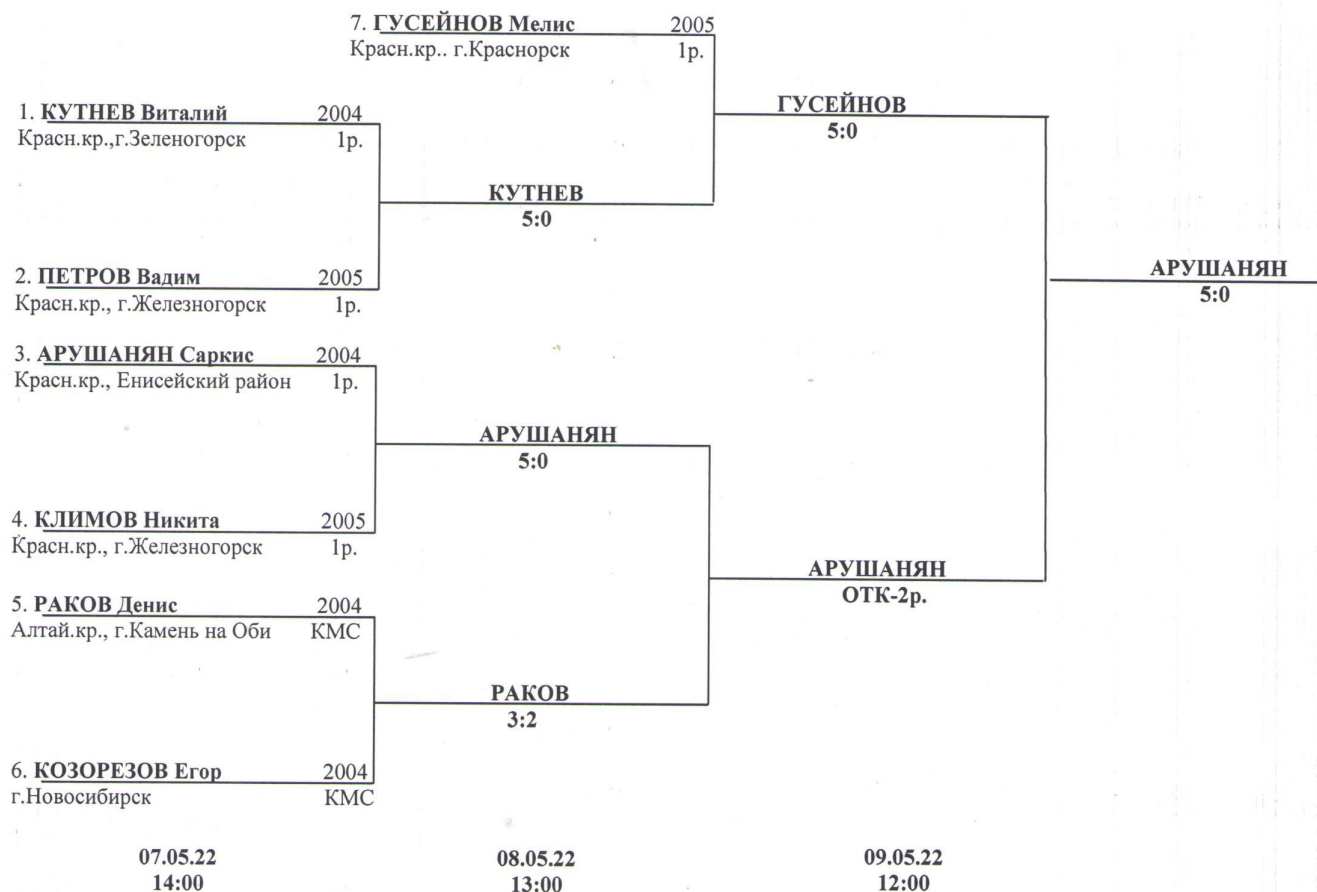 7. ГУСЕЙНОВ Мелис 2005
Красн.кр.. г.Краснорск 1р.
1. КУТНЕВ Виталий 2004
Красн.кр.,г.Зеленогорск 1р.
ГУСЕЙНОВ
5:0
КУТНЕВ
5:0
2. ПЕТРОВ Вадим 2005
Красн.кр., г.Железногорск 1р.
АРУШАНЯН
5:0
3. АРУШАНЯН Саркис 2004
Красн.кр., Енисейский район 1р.
АРУШАНЯН
5:0
4. КЛИМОВ Никита 2005
Красн.кр., г.Железногорск 1р.
АРУШАНЯН
ОТК-2р.
5. РАКОВ Денис 2004
Алтай.кр., г.Камень на Оби КМС
РАКОВ
3:2
6. КОЗОРЕЗОВ Егор 2004
г.Новосибирск КМС
07.05.22 08.05.22 09.05.22
14:00 13:00 12:00